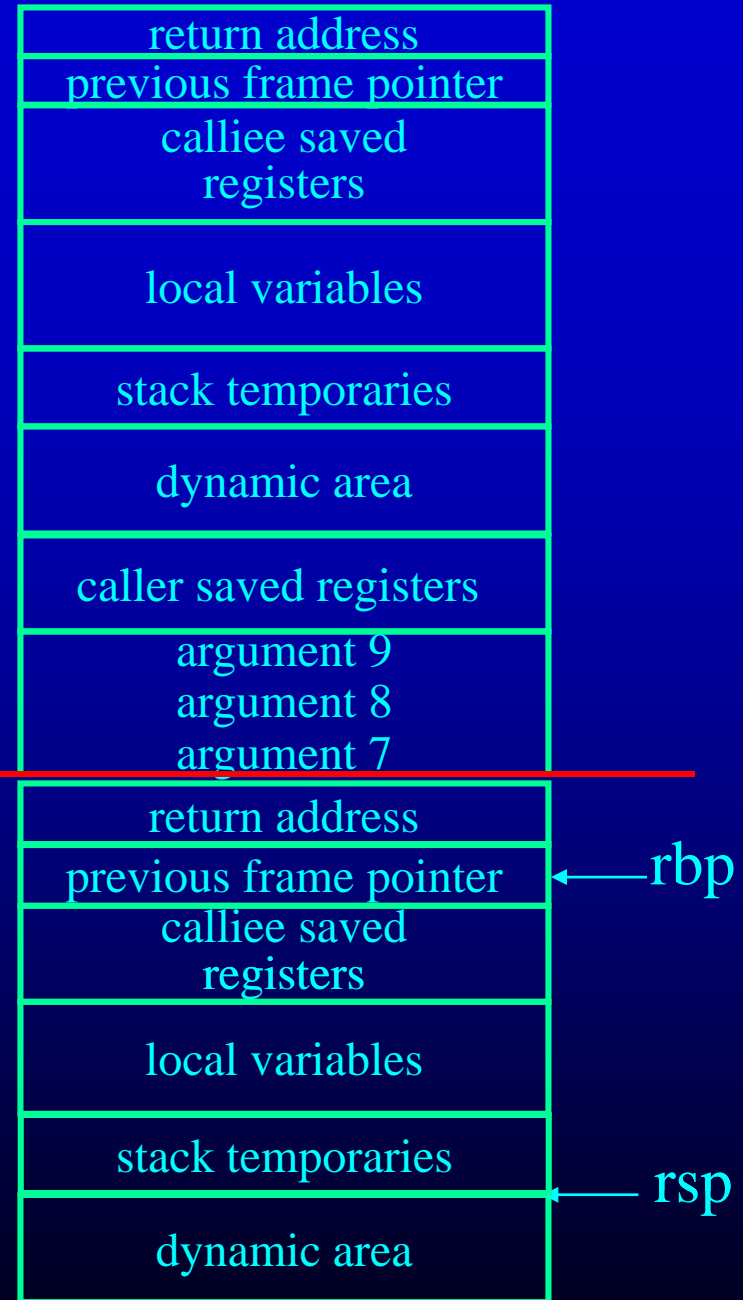 return address
previous frame pointer
calliee saved
registers
local variables
stack temporaries
dynamic area
caller saved registers
argument 9
argument 8
argument 7
return address
previous frame pointer
rbp
calliee saved
registers
local variables
stack temporaries
rsp
dynamic area